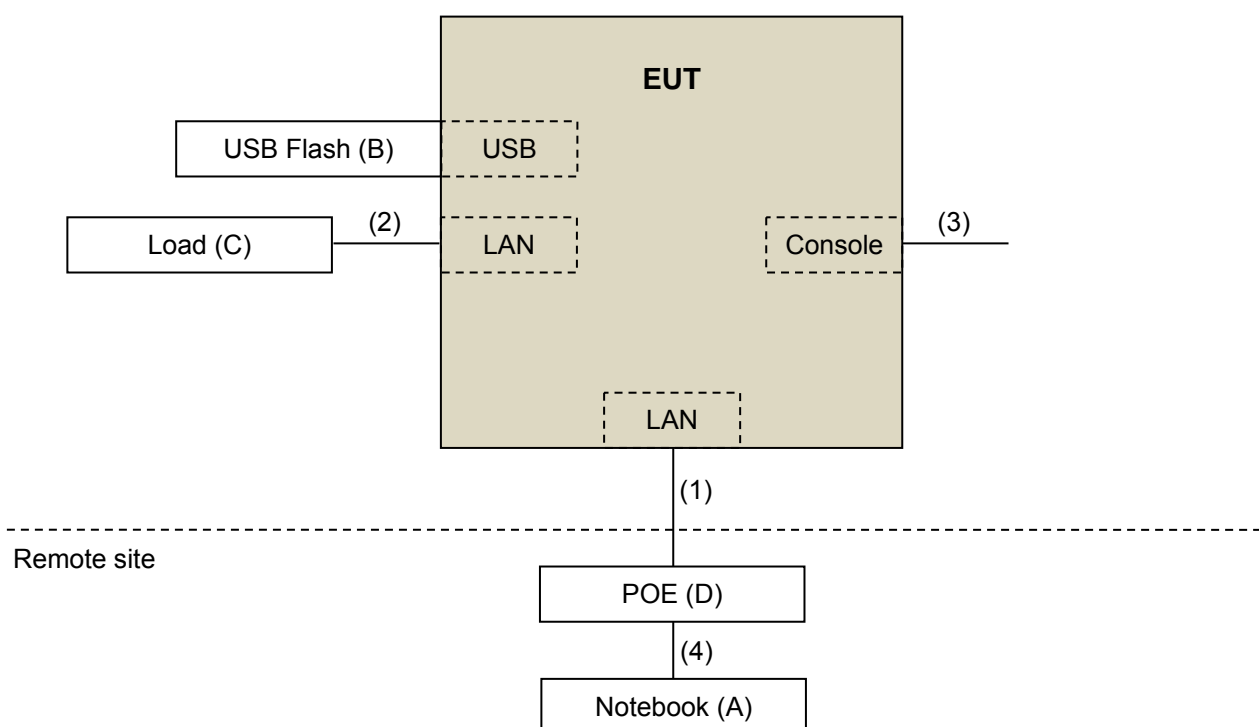 EUT
USB Flash (B)
USB
(2)
(3)
Load (C)
LAN
Console
LAN
(1)
Remote site
POE (D)
(4)
Notebook (A)